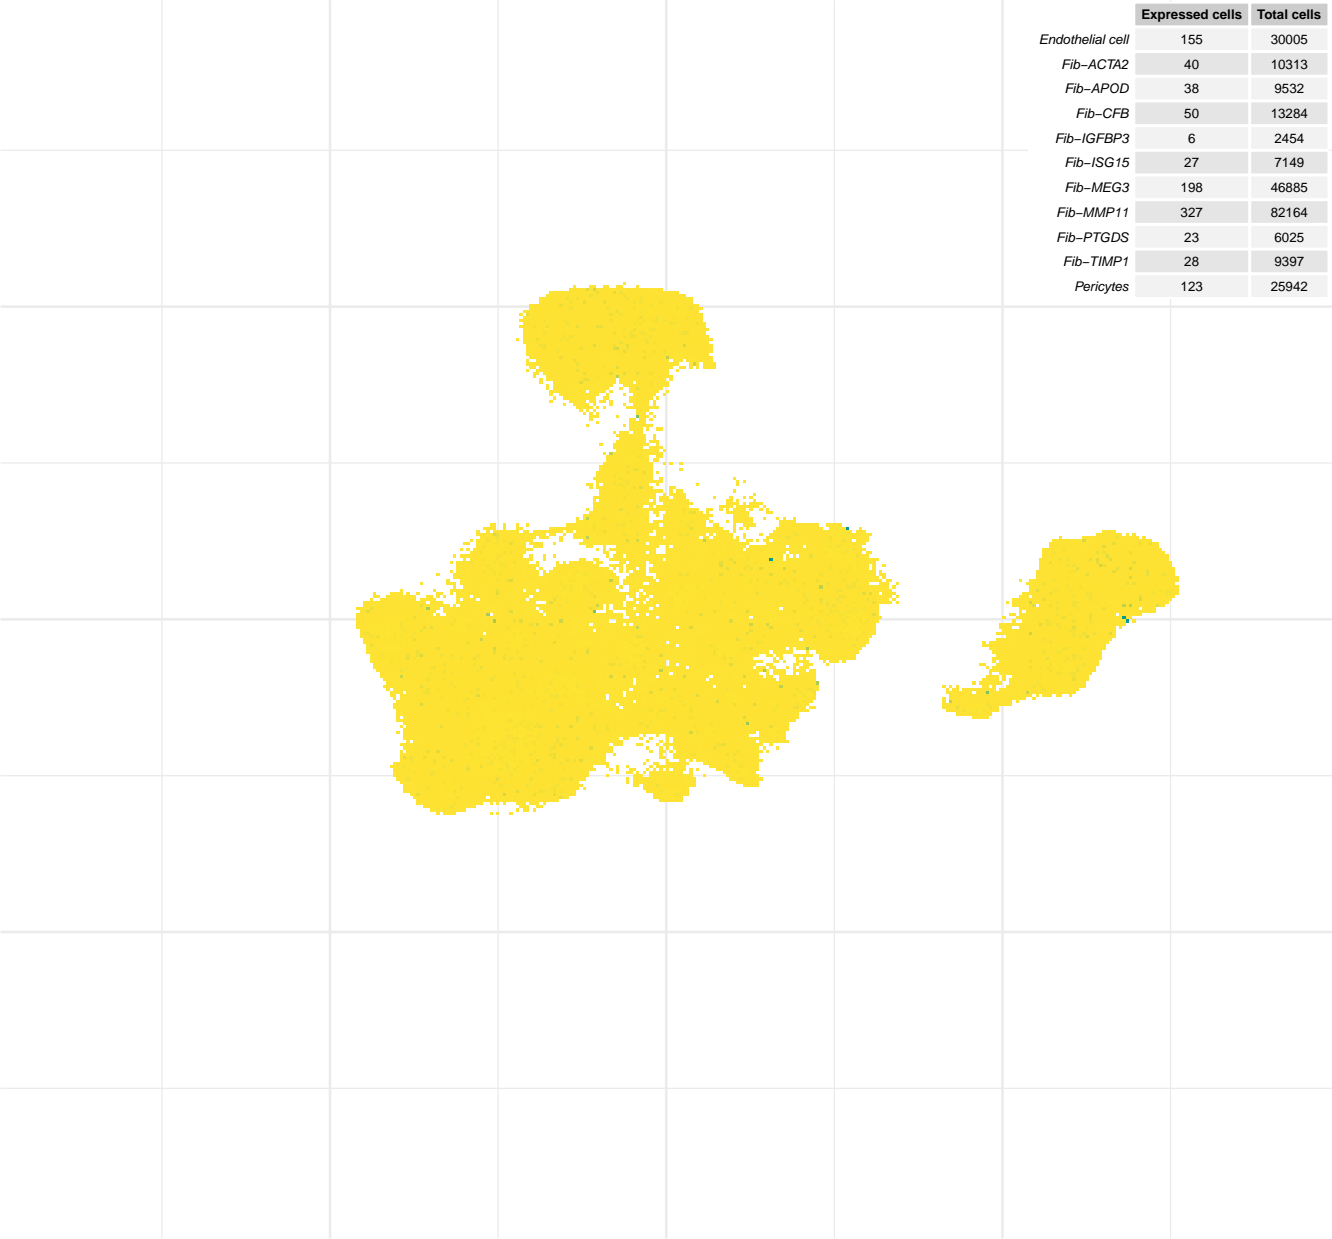 Expressed cells Total cells
Endothelial cell 155 30005
Fib−ACTA2 40 10313
Fib−APOD 38 9532
Fib−CFB 50 13284
Fib−IGFBP3 6 2454
Fib−ISG15 27 7149
Fib−MEG3 198 46885
Fib−MMP11 327 82164
Fib−PTGDS 23 6025
Fib−TIMP1 28 9397
Pericytes 123 25942